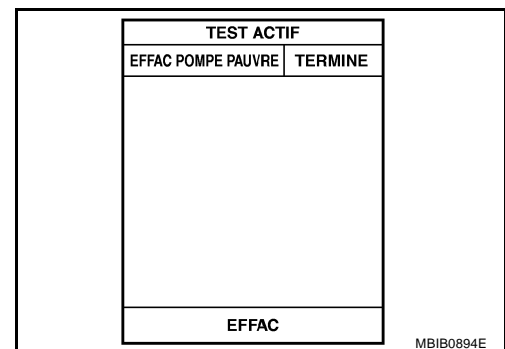 TEST ACTIF
EFFAC POMPE PAUVRE TERMINE
EFFAC
MBIB0894E